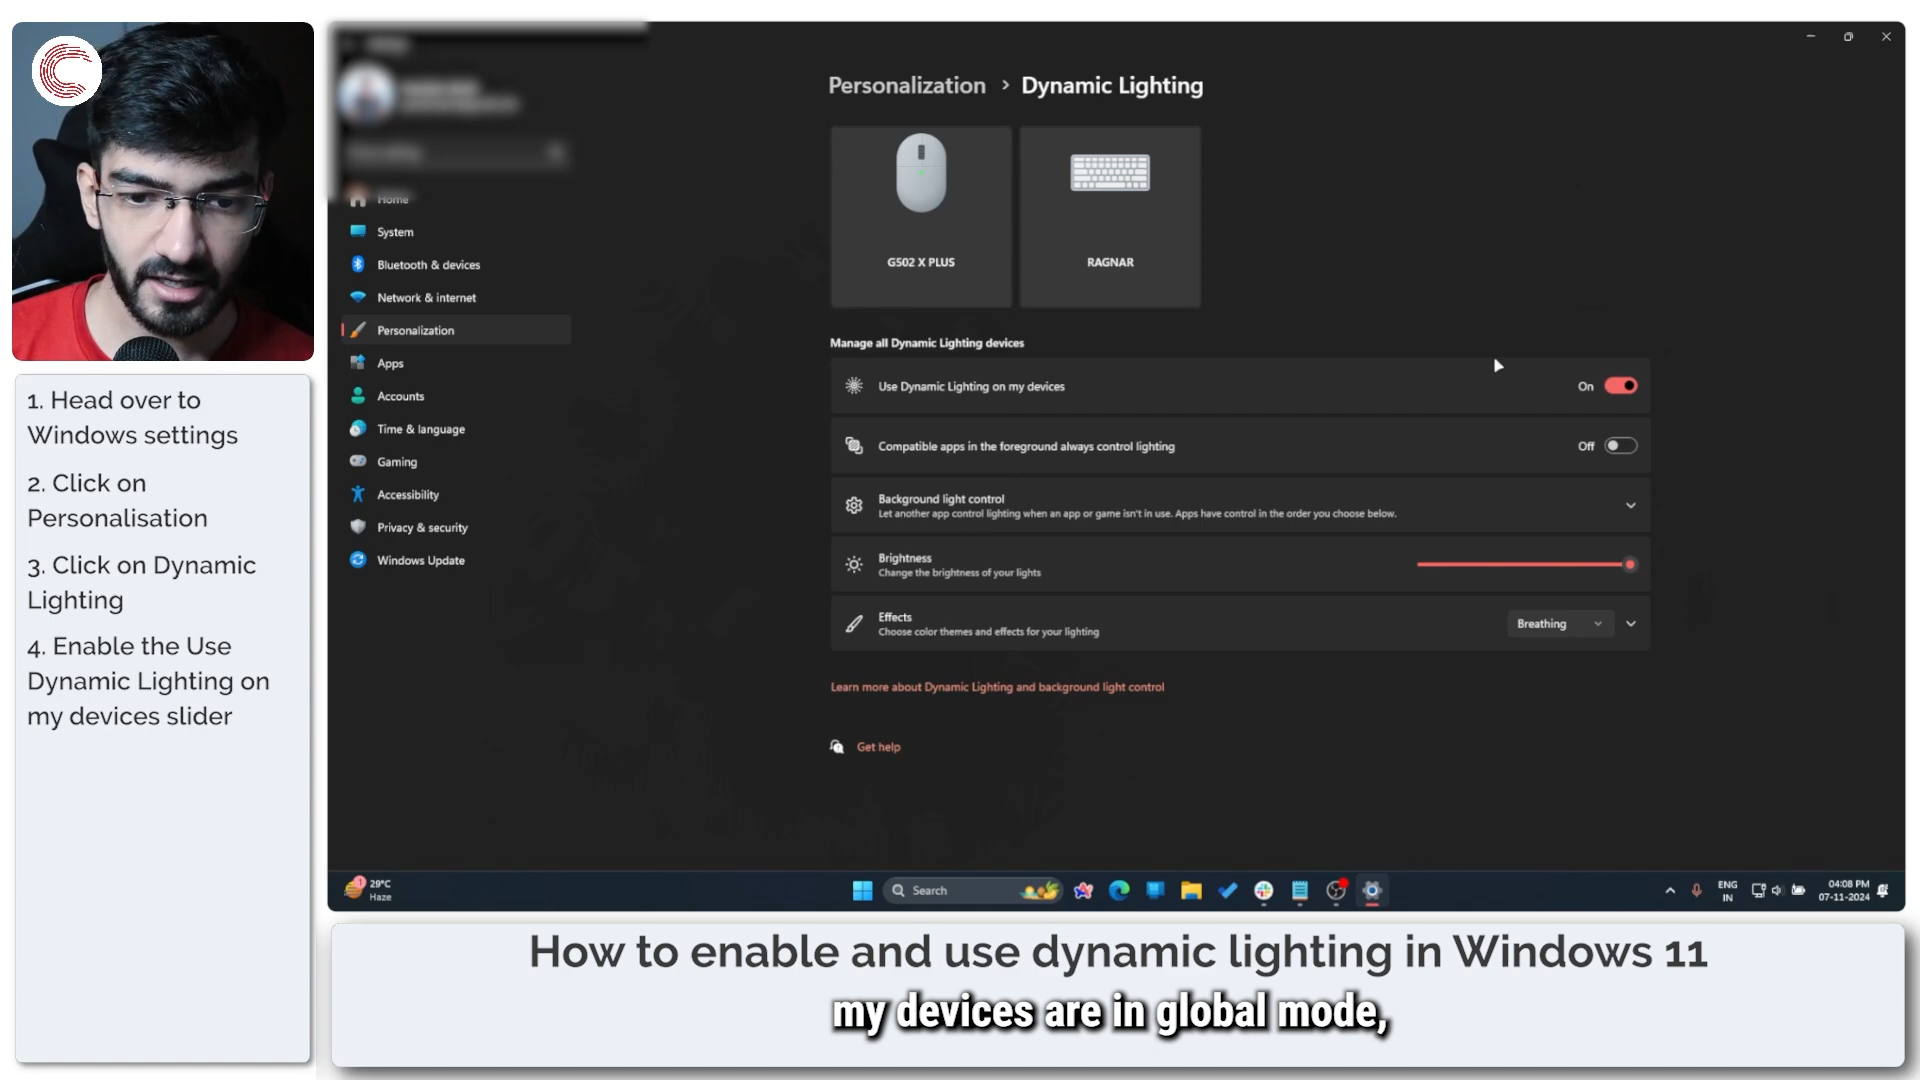 1. Head over to
Windows settings
2. Click on
Personalisation
3. Click on Dynamic
Lighting
4. Enable the Use
Dynamic Lighting on
my devices slider
Home
System
Bluetooth & devices
Network & internet
Personalization
Apps
Accounts
Time & language
Gaming
Accessibility
Privacy & security
Windows Update
Personalization > Dynamic Lighting
G502 X PLUS
RAGNAR
Manage all Dynamic Lighting devices
Use Dynamic Lighting on my devices
On
Compatible apps in the foreground always control lighting
Off
Background light control
Let another app control lighting when an app or game isn't in use. Apps have control in the order you choose below.
Brightness
Change the brightness of your lights
Effects
Choose color themes and effects for your lighting
Breathing
Learn more about Dynamic Lighting and background light control
Get help
1
29°C
Haze
Search
ENG
IN
04:08 PM
07-11-2024
How to enable and use dynamic lighting in Windows 11
my devices are in global mode,